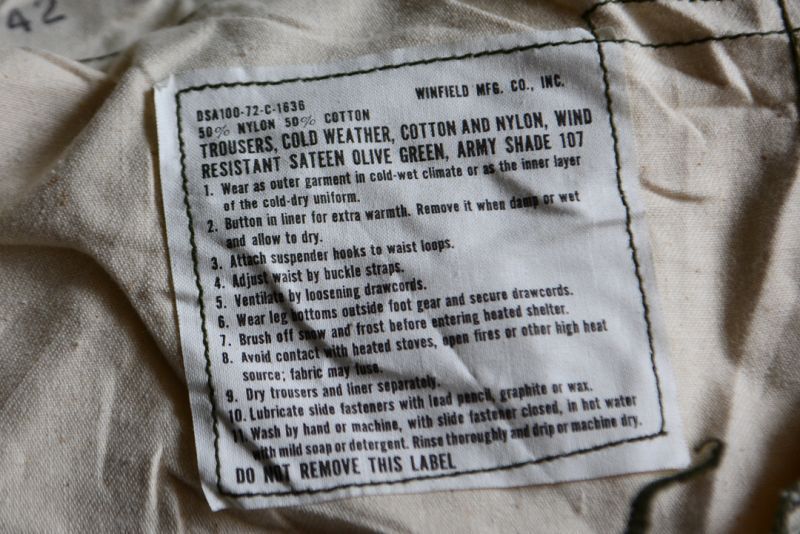 42
DSA100-72-C-1636 WINFIELD MFG. CO., INC.
50% NYLON 50% COTTON
TROUSERS, COLD WEATHER, COTTON AND NYLON, WIND
RESISTANT SATEEN OLIVE GREEN, ARMY SHADE 107
1. Wear as outer garment in cold-wet climate or as the inner layer
of the cold-dry uniform.
2. Button in liner for extra warmth. Remove it when damp or wet
and allow to dry.
3. Attach suspender hooks to waist loops.
4. Adjust waist by buckle straps.
5. Ventilate by loosening drawcords.
6. Wear leg bottoms outside foot gear and secure drawcords.
7. Brush off snow and frost before entering heated shelter.
8. Avoid contact with heated stoves, open fires or other high heat
source; fabric may fuse.
9. Dry trousers and liner separately.
10. Lubricate slide fasteners with lead pencil, graphite or wax.
11. Wash by hand or machine, with slide fastener closed, in hot water
with mild soap or detergent. Rinse thoroughly and drip or machine dry.
DO NOT REMOVE THIS LABEL